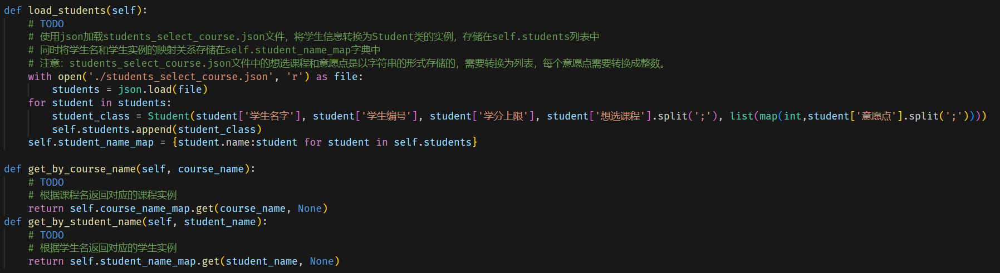 def load_students(self):
    # TODO
    # 使用json加载students_select_course.json文件，将学生信息转换为Student类的实例，存储在self.students列表中
    # 同时将学生名和学生实例的映射关系存储在self.student_name_map字典中
    # 注意：students_select_course.json文件中的想选课程和意愿点是以字符串的形式存储的，需要转换为列表，每个意愿点需要转换成整数。
    with open('./students_select_course.json', 'r') as file:
        students = json.load(file)
    for student in students:
        student_class = Student(student['学生名字'], student['学生编号'], student['学分上限'], student['想选课程'].split(';'), list(map(int,student['意愿点'].split(';'))))
        self.students.append(student_class)
    self.student_name_map = {student.name:student for student in self.students}

def get_by_course_name(self, course_name):
    # TODO
    # 根据课程名返回对应的课程实例
    return self.course_name_map.get(course_name, None)
def get_by_student_name(self, student_name):
    # TODO
    # 根据学生名返回对应的学生实例
    return self.student_name_map.get(student_name, None)